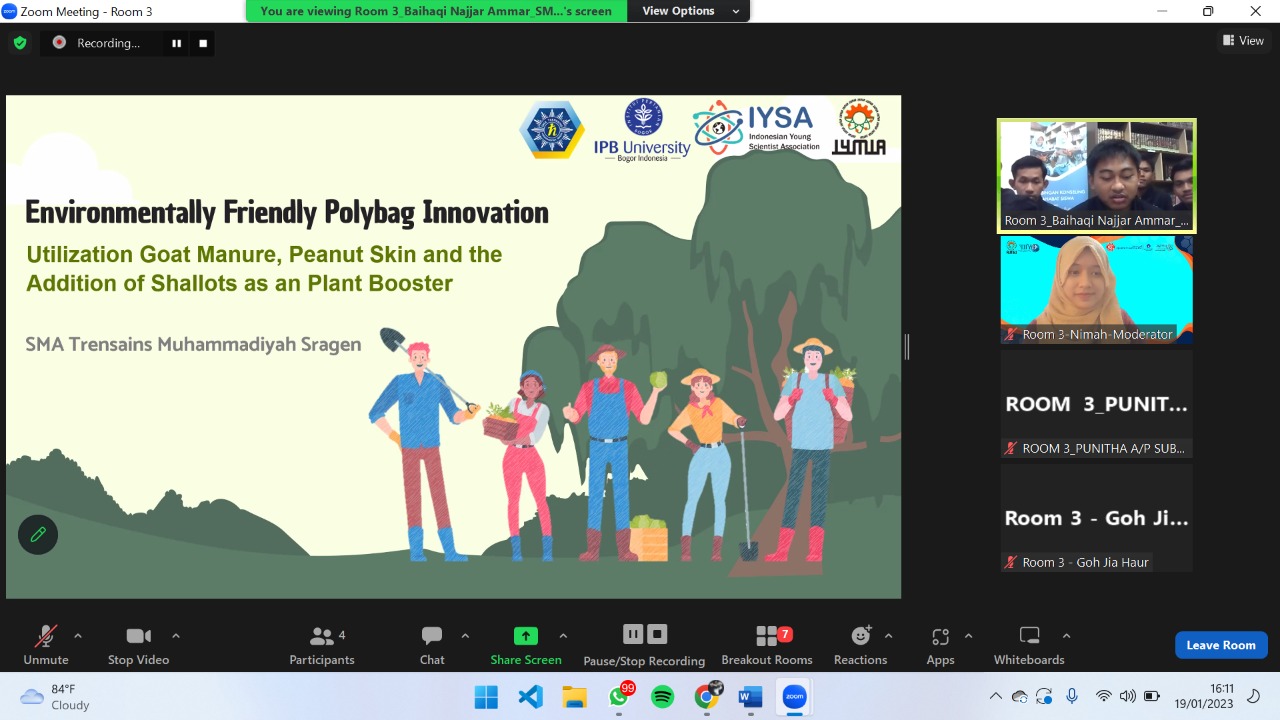 Zoom Meeting - Room 3
You are viewing Room 3_Baihaqi Najjar Ammar_SM...'s screen
View Options
Recording...
View
IPB University
Bogor Indonesia
IYSA
Indonesian Young
Scientist Association
Environmentally Friendly Polybag Innovation
Utilization Goat Manure, Peanut Skin and the
Addition of Shallots as an Plant Booster
SMA Trensains Muhammadiyah Sragen
Room 3_Baihaqi Najjar Ammar_...
Room 3-Nimah-Moderator
ROOM 3_PUNIT...
ROOM 3_PUNITHA A/P SUB...
Room 3 - Goh Ji...
Room 3 - Goh Jia Haur
Unmute
Stop Video
4
Participants
Chat
Share Screen
Pause/Stop Recording
7
Breakout Rooms
Reactions
Apps
Whiteboards
Leave Room
84°F
Cloudy
99
zoom
16:11
19/01/2023